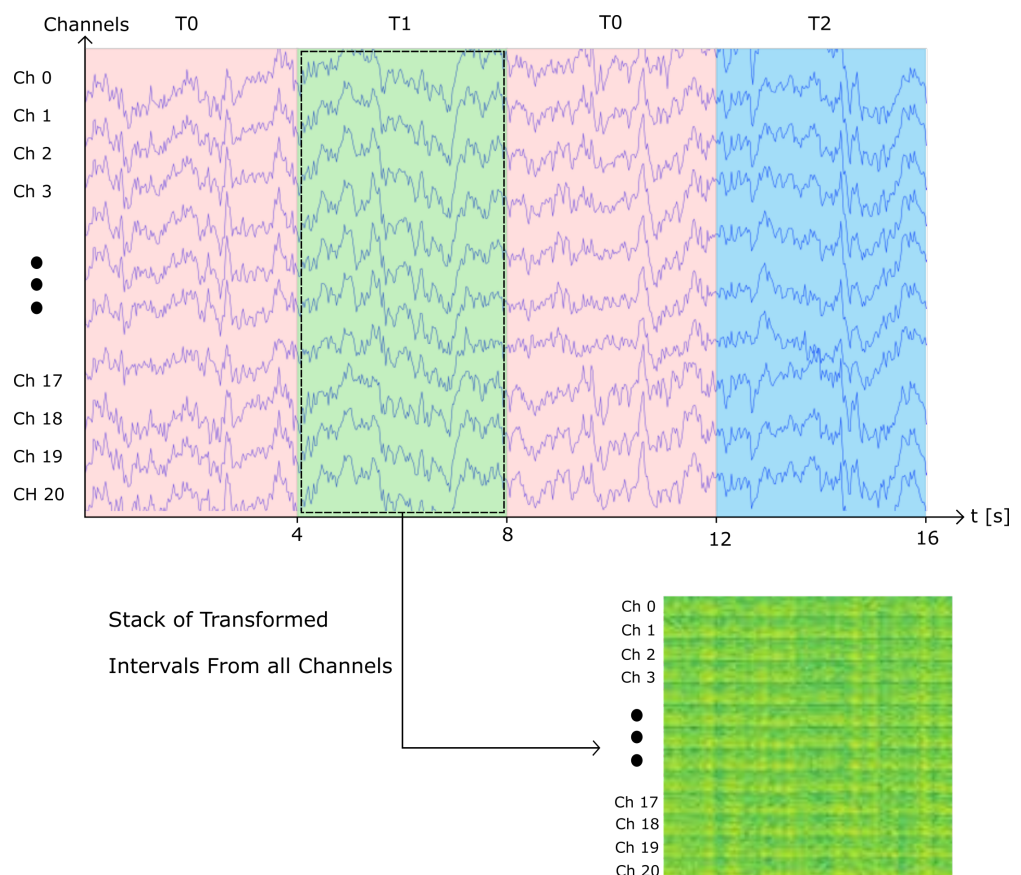 Channels T0 T1 T0 T2
Ch 0
Ch 1
Ch 2
Ch 3
Ch 17
Ch 18
Ch 19
CH 20
t [s]
4 8 12 16
Stack of Transformed
Intervals From all Channels
Ch 0
Ch 1
Ch 2
Ch 3
Ch 17
Ch 18
Ch 19
Ch 20